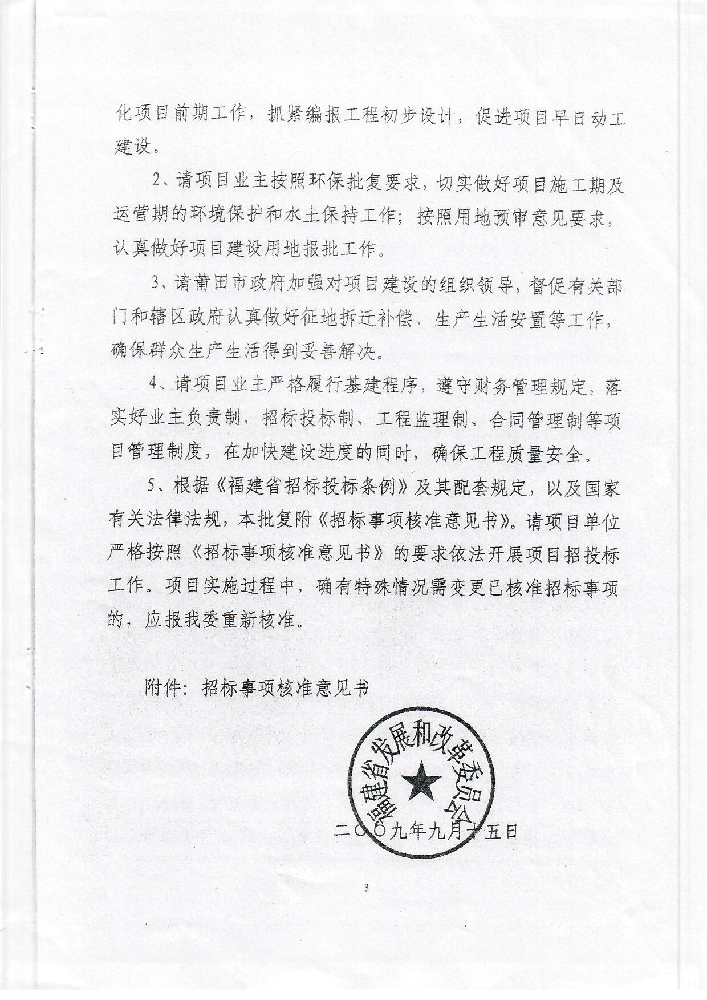 化项目前期工作，抓紧编报工程初步设计，促进项目早日动工
建设。
2、请项目业主按照环保批复要求，切实做好项目施工期及
运营期的环境保护和水土保持工作；按照用地预审意见要求，
认真做好项目建设用地报批工作。
3、请莆田市政府加强对项目建设的组织领导，督促有关部
门和辖区政府认真做好征地拆迁补偿、生产生活安置等工作，
确保群众生产生活得到妥善解决。
4、请项目业主严格履行基建程序，遵守财务管理规定，落
实好业主负责制、招标投标制、工程监理制、合同管理制等项
目管理制度，在加快建设进度的同时，确保工程质量安全。
5、根据《福建省招标投标条例》及其配套规定，以及国家
有关法律法规，本批复附《招标事项核准意见书》。请项目单位
严格按照《招标事项核准意见书》的要求依法开展项目招投标
工作。项目实施过程中，确有特殊情况需变更已核准招标事项
的，应报我委重新核准。
附件：招标事项核准意见书
福建省发展和改革委员会
二〇〇九年九月十五日
3